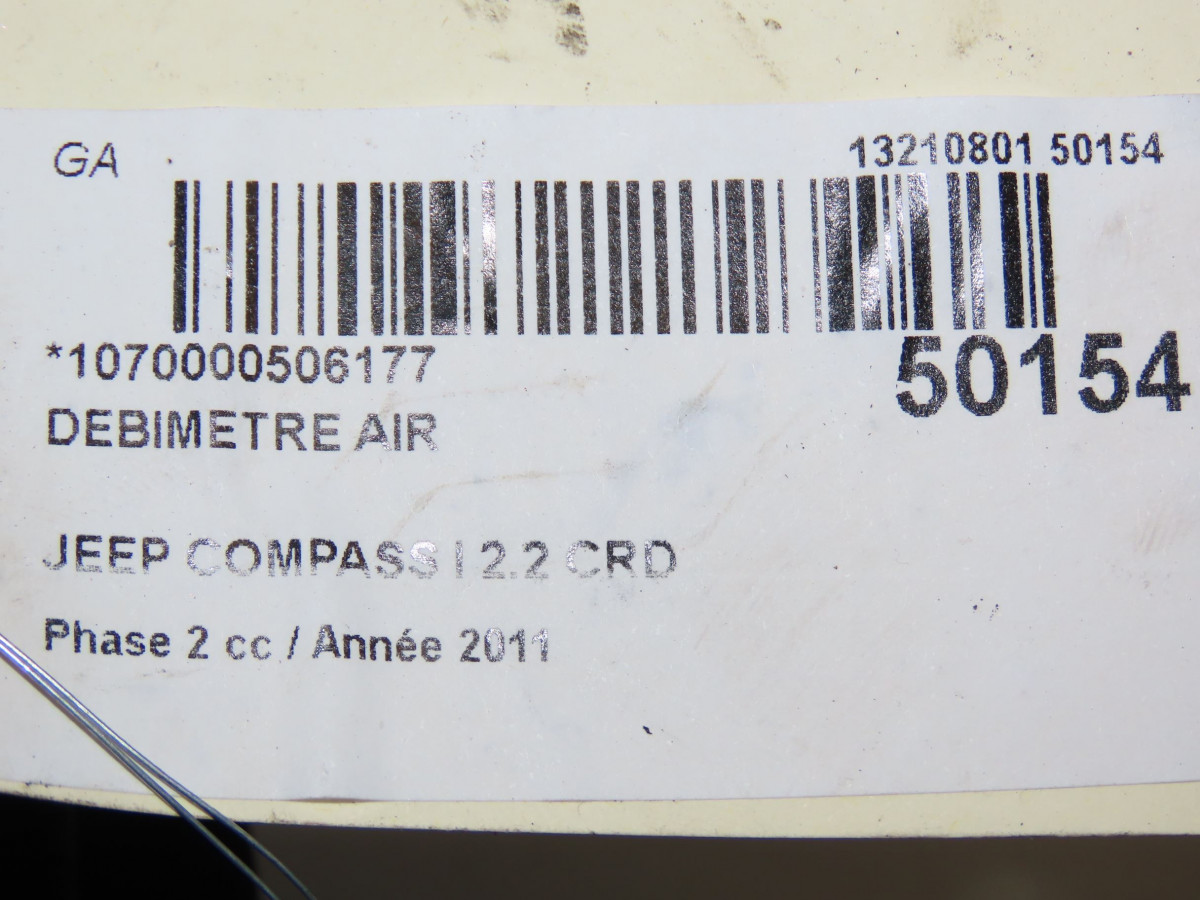 GA 13210801 50154
*1070000506177
50154
DEBIMETRE AIR
JEEP COMPASS I 2.2 CRD
Phase 2 cc / Année 2011